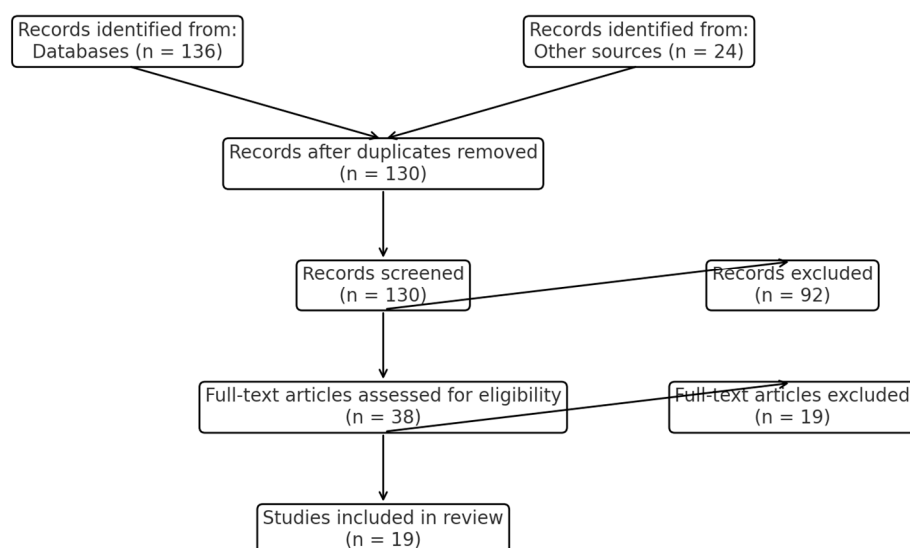 Records identified from:
Databases (n = 136)
Records identified from:
Other sources (n = 24)
Records after duplicates removed
(n = 130)
Records screened
(n = 130)
Records excluded
(n = 92)
Full-text articles assessed for eligibility
(n = 38)
Full-text articles excluded
(n = 19)
Studies included in review
(n = 19)